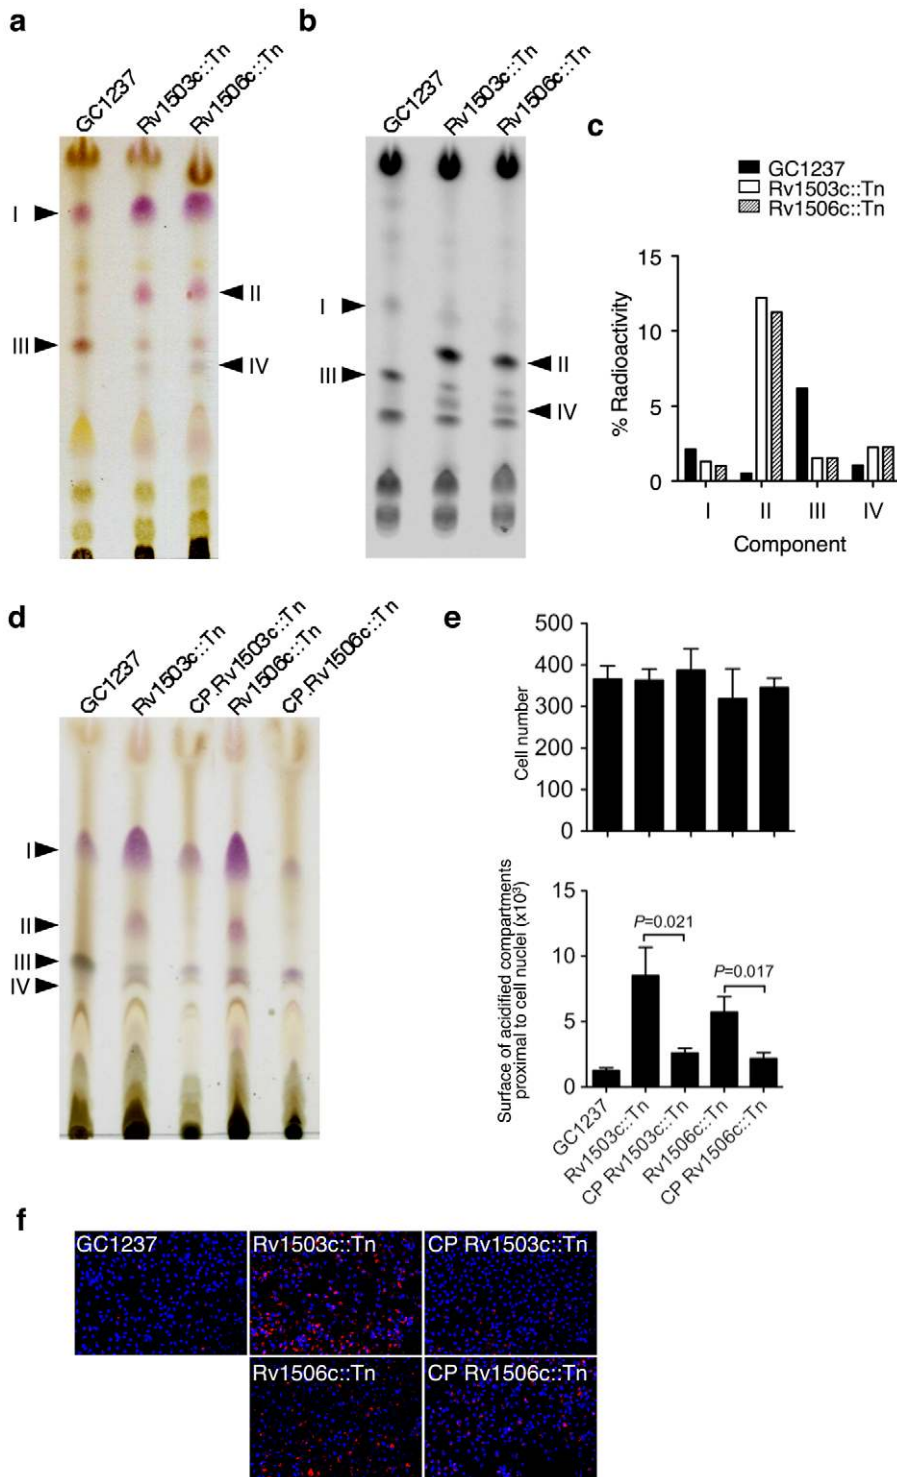 a
GC1237
Rv1503c::Tn
Rv1506c::Tn
I
II
III
IV
b
GC1237
Rv1503c::Tn
Rv1506c::Tn
I
II
III
IV
c
GC1237
Rv1503c::Tn
Rv1506c::Tn
15
10
5
0
% Radioactivity
I II III IV
Component
d
GC1237
Rv1503c::Tn
CP.Rv1503c::Tn
Rv1506c::Tn
CP.Rv1506c::Tn
I
II
III
IV
e
500
400
300
200
100
0
Cell number
15
10
5
0
Surface of acidified compartments
proximal to cell nuclei (x10³)
P=0.021
P=0.017
GC1237
Rv1503c::Tn
CP Rv1503c::Tn
Rv1506c::Tn
CP Rv1506c::Tn
f
GC1237
Rv1503c::Tn
CP Rv1503c::Tn
Rv1506c::Tn
CP Rv1506c::Tn